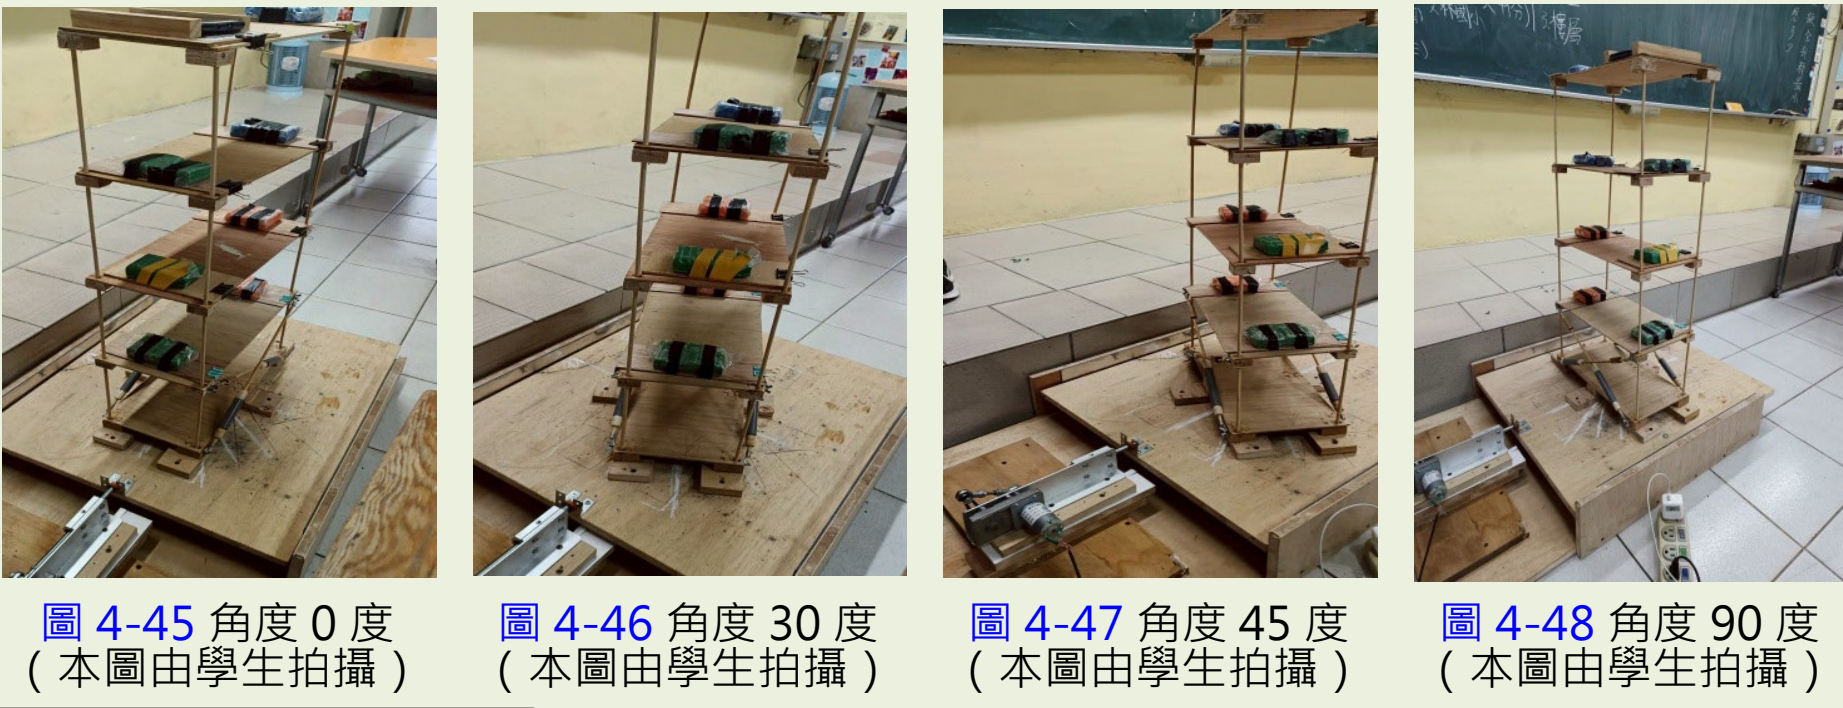 圖 4-45 角度 0 度
(本圖由學生拍攝)
圖 4-46 角度 30 度
(本圖由學生拍攝)
圖 4-47 角度 45 度
(本圖由學生拍攝)
圖 4-48 角度 90 度
(本圖由學生拍攝)